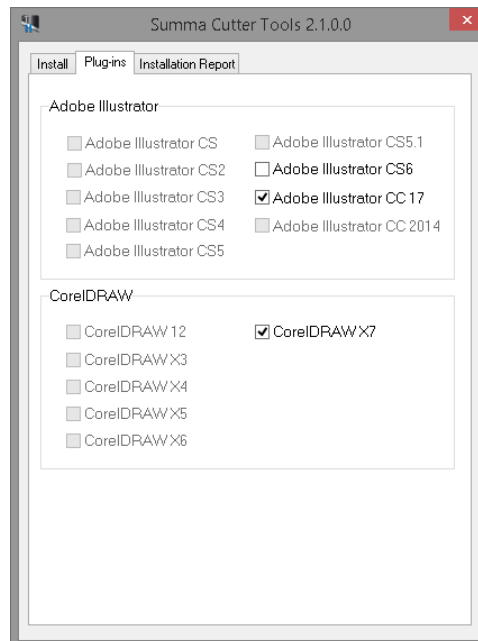 Summa Cutter Tools 2.1.0.0
Install Plug-ins Installation Report
Adobe Illustrator
Adobe Illustrator CS
Adobe Illustrator CS2
Adobe Illustrator CS3
Adobe Illustrator CS4
Adobe Illustrator CS5
Adobe Illustrator CS5.1
Adobe Illustrator CS6
Adobe Illustrator CC 17
Adobe Illustrator CC 2014
CorelDRAW
CorelDRAW 12
CorelDRAW X3
CorelDRAW X4
CorelDRAW X5
CorelDRAW X6
CorelDRAW X7